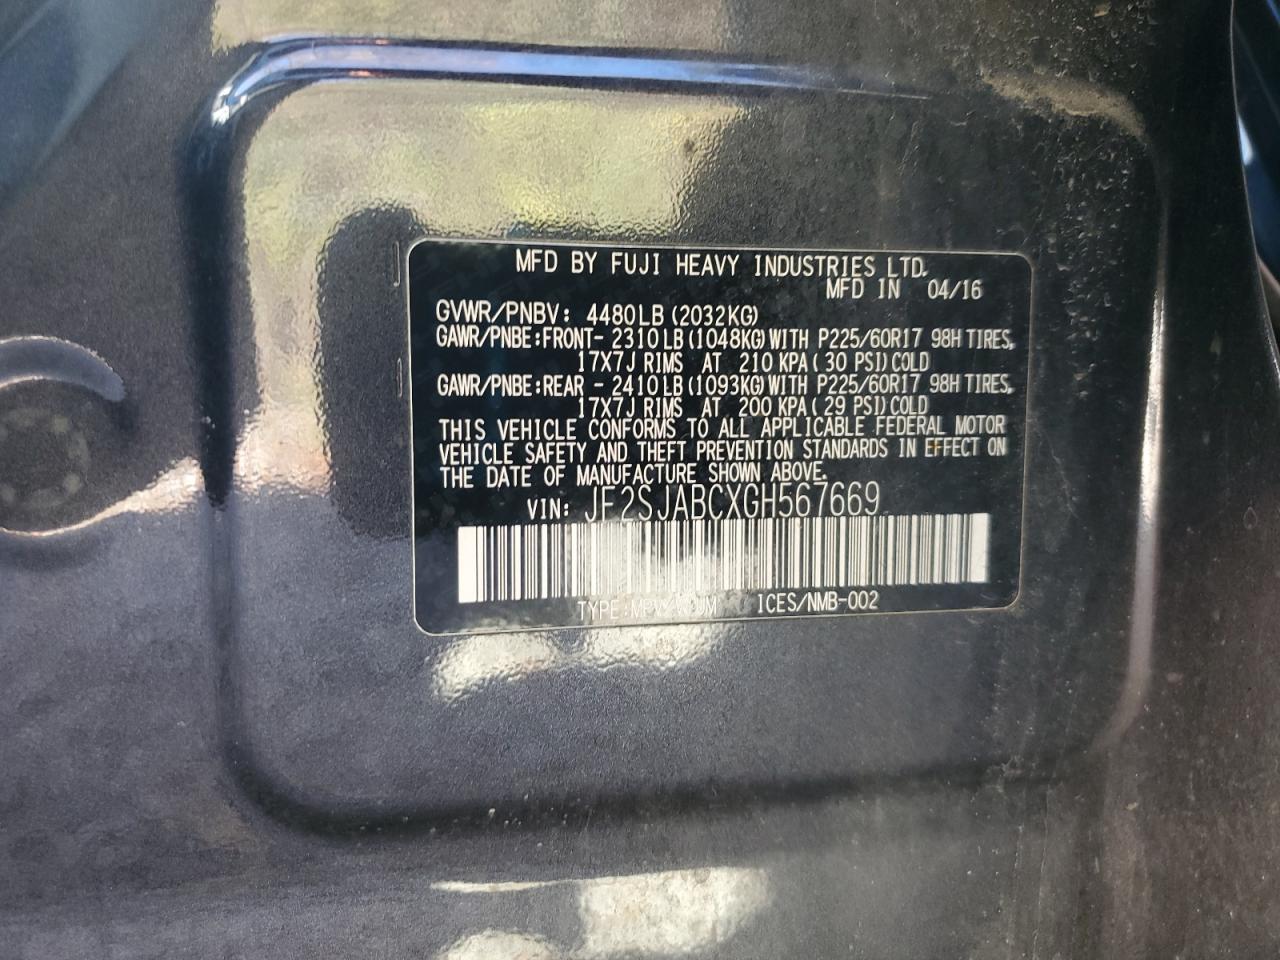 MFD BY FUJI HEAVY INDUSTRIES LTD.
MFD IN 04/16
GVWR/PNBV: 4480LB (2032KG)
GAWR/PNBE:FRONT- 2310LB (1048KG) WITH P225/60R17 98H TIRES,
17X7J RIMS AT 210 KPA ( 30 PSI) COLD
GAWR/PNBE:REAR - 2410LB (1093KG) WITH P225/60R17 98H TIRES,
17X7J RIMS AT 200 KPA ( 29 PSI) COLD
THIS VEHICLE CONFORMS TO ALL APPLICABLE FEDERAL MOTOR
VEHICLE SAFETY AND THEFT PREVENTION STANDARDS IN EFFECT ON
THE DATE OF MANUFACTURE SHOWN ABOVE.
VIN: JF2SJABCXGH567669
TYPE:MPV ICES/NMB-002